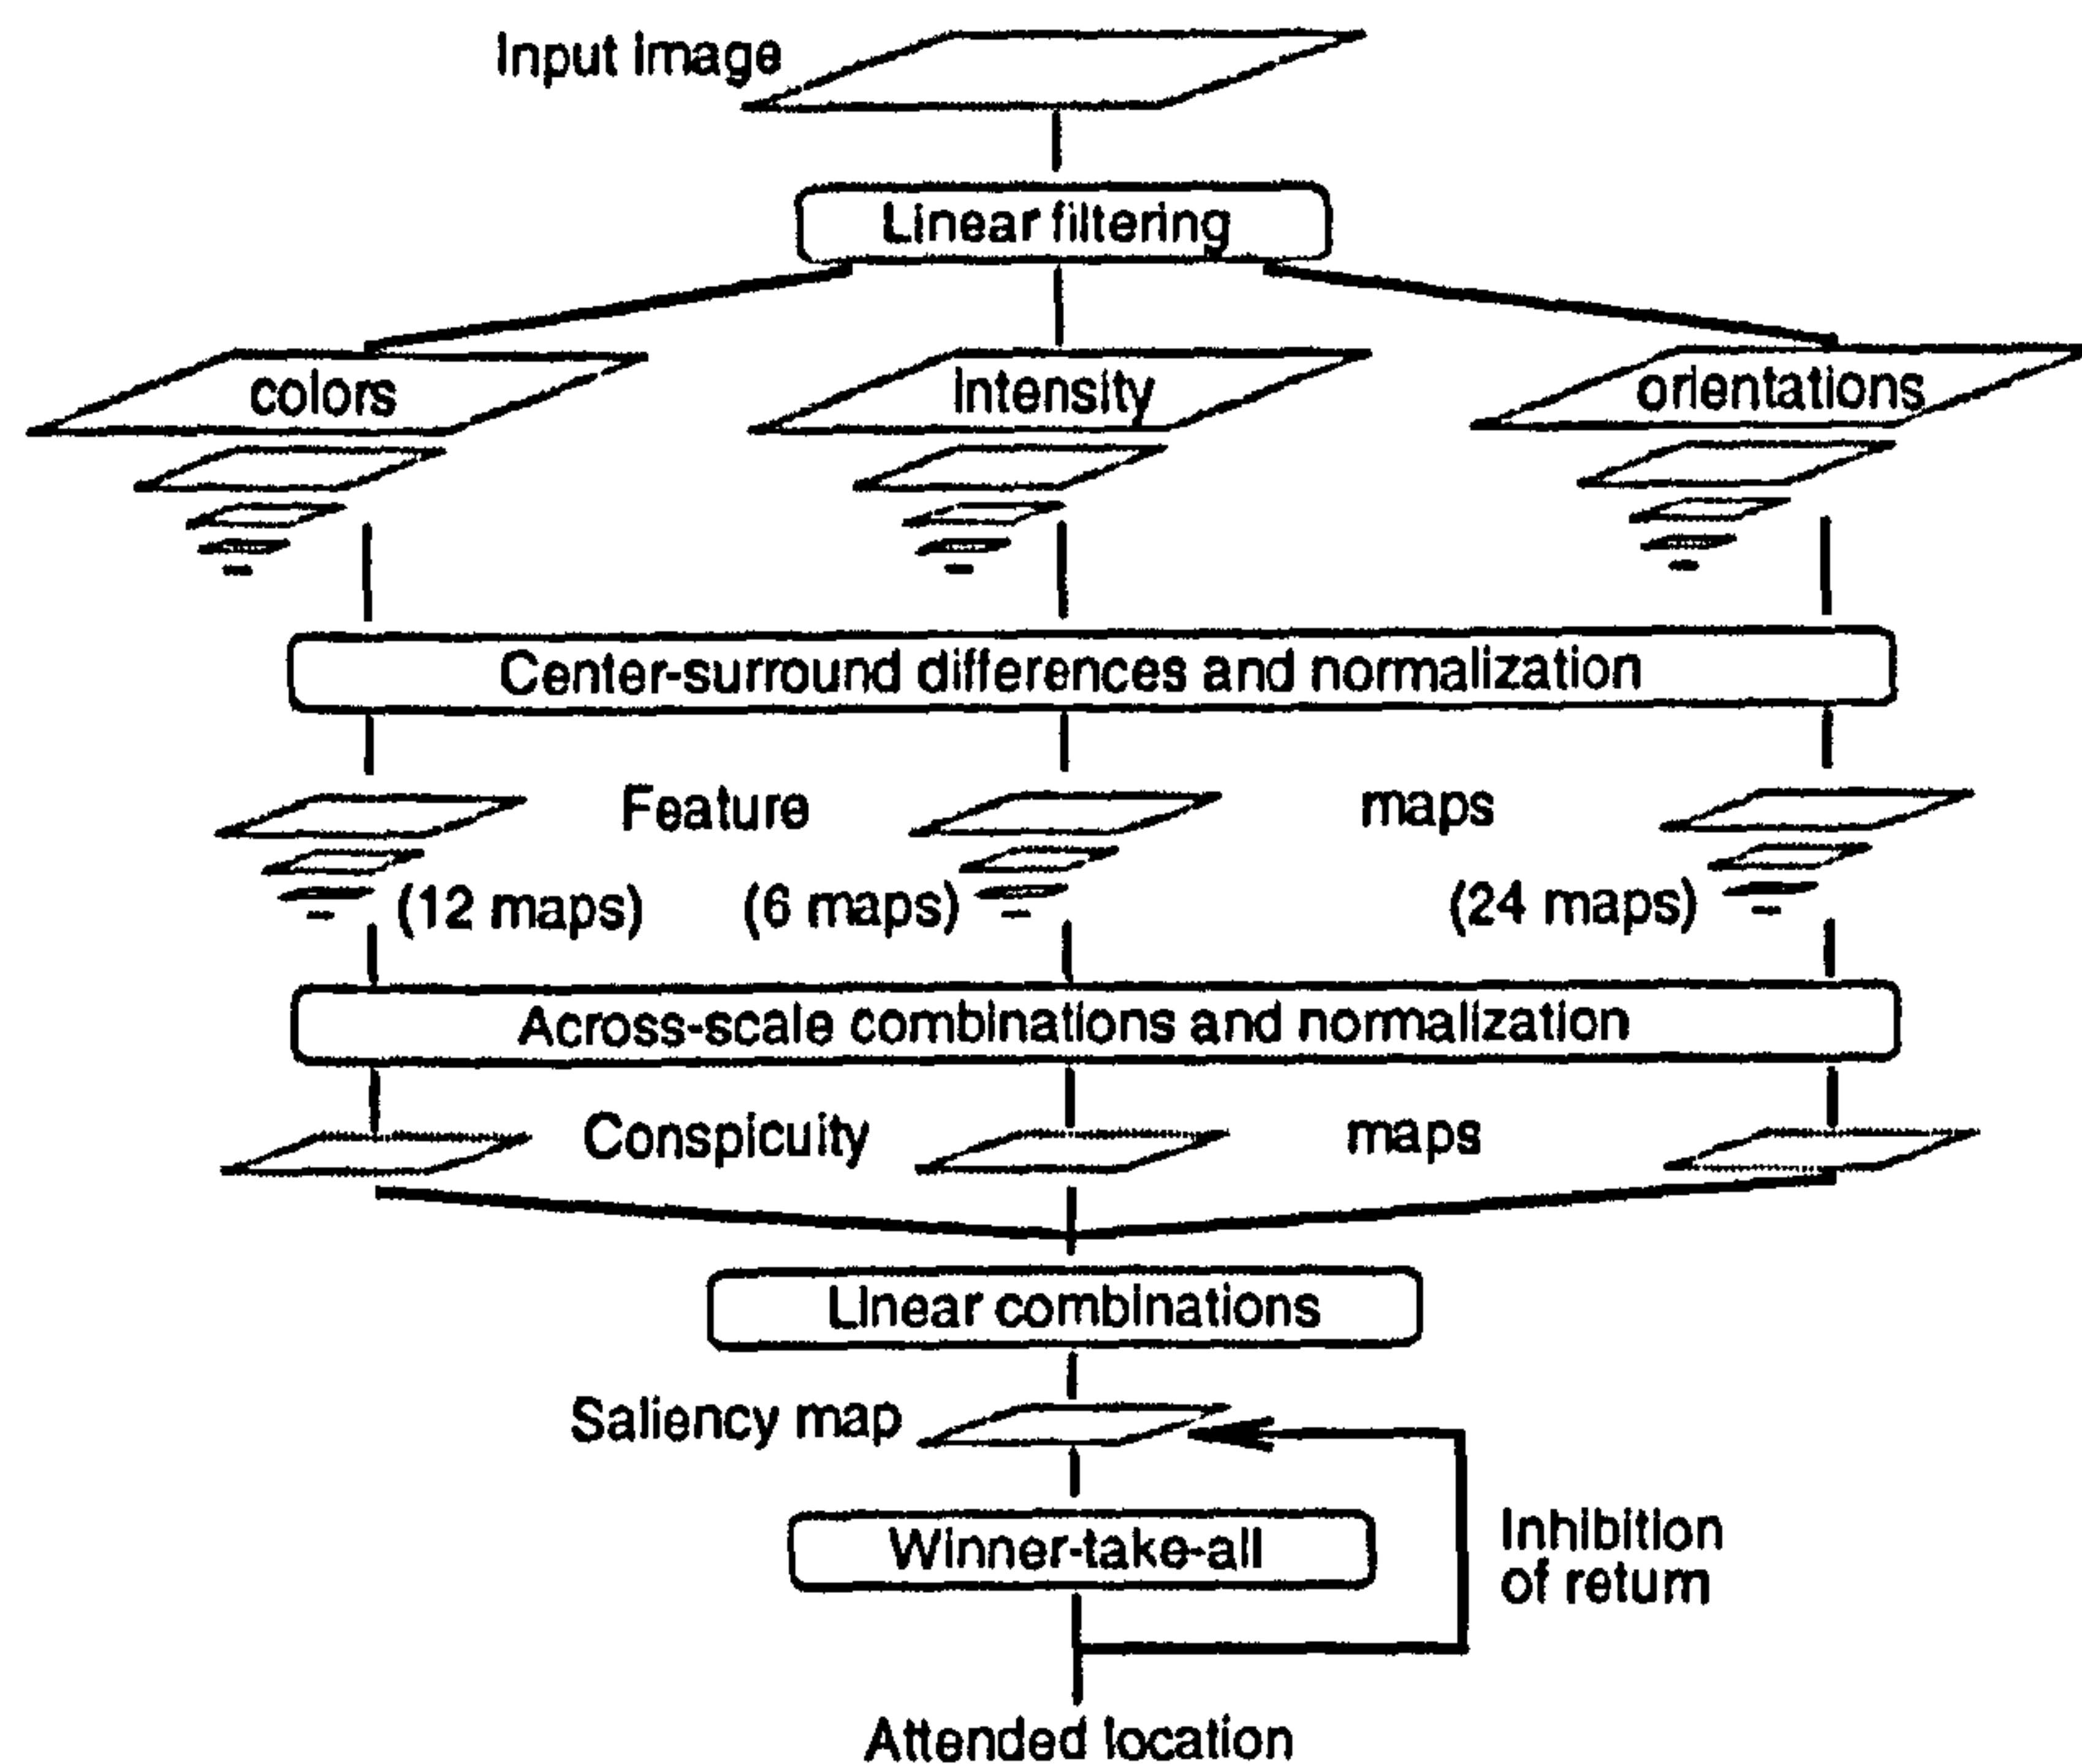 Input image
Linear filtering
colors
Intensity
orientations
Center-surround differences and normalization
Feature maps
(12 maps)
(6 maps)
(24 maps)
Across-scale combinations and normalization
Conspicuity maps
Linear combinations
Saliency map
Winner-take-all
Inhibition
of return
Attended location